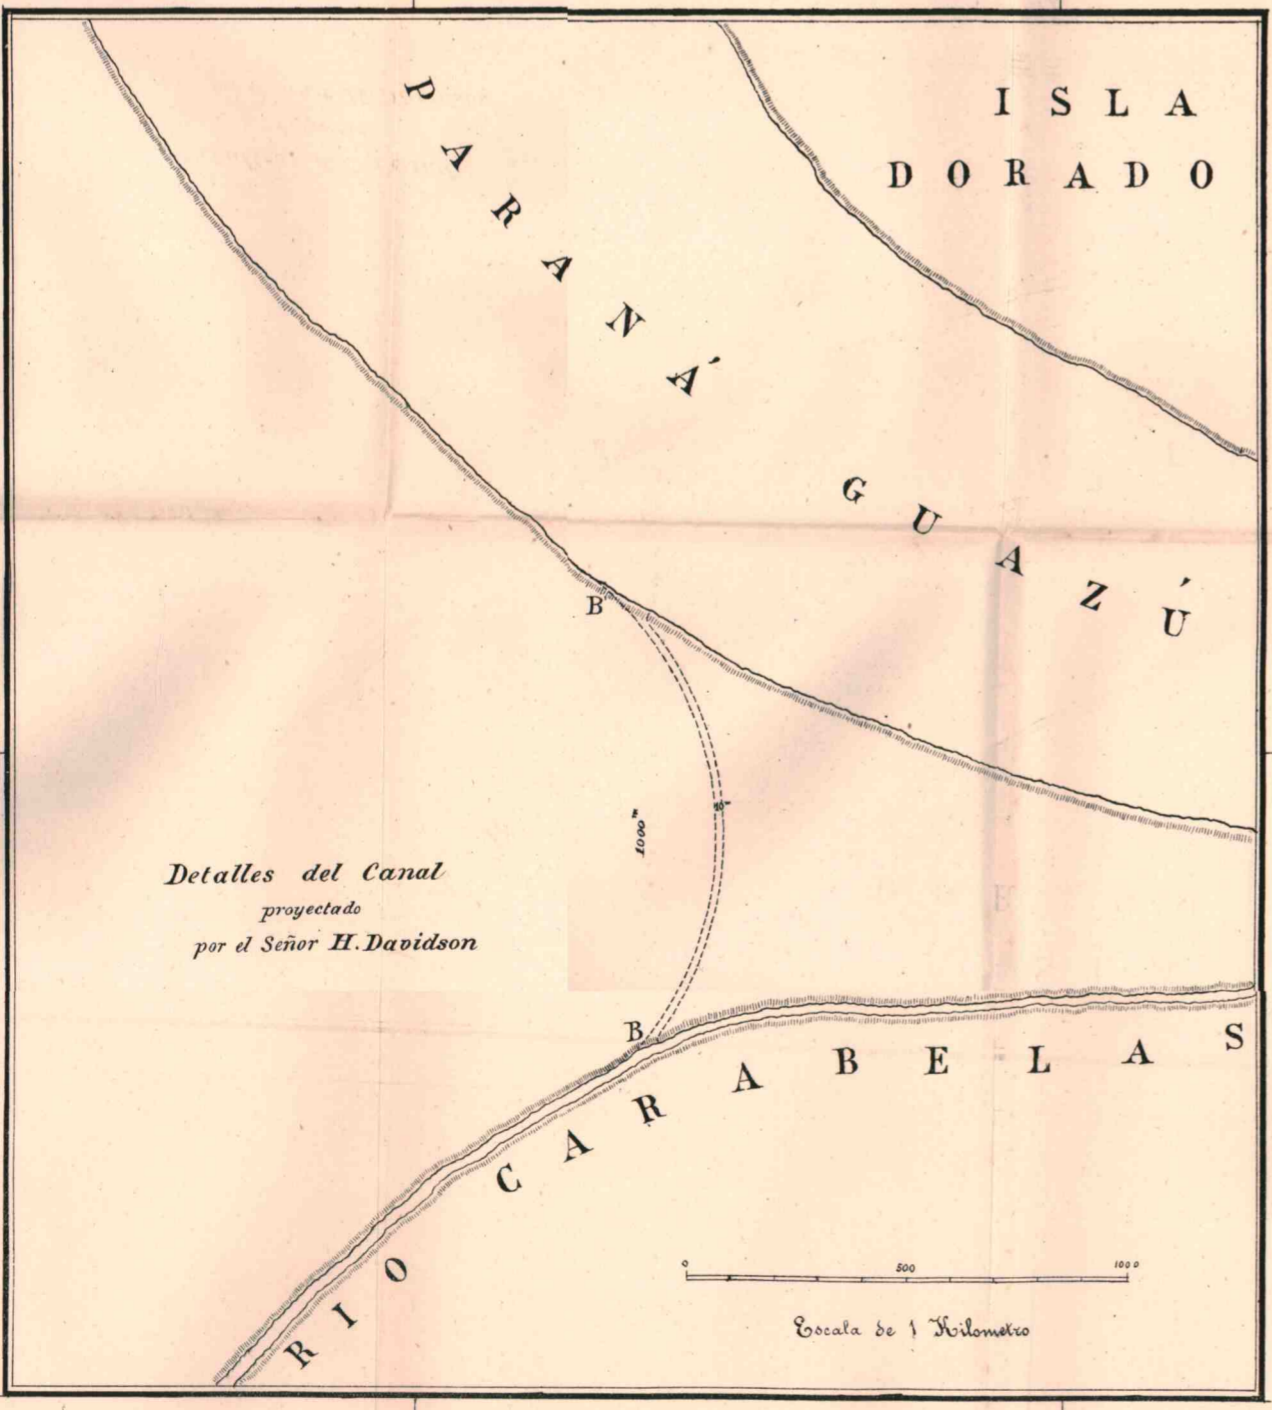 ISLA
DORADO
PARANÁ GUAZÚ
B'
1000m
B
Detalles del Canal
proyectado
por el Señor H. Davidson
RIO CARABELAS
0 500 1000
Escala de 1 Kilometro